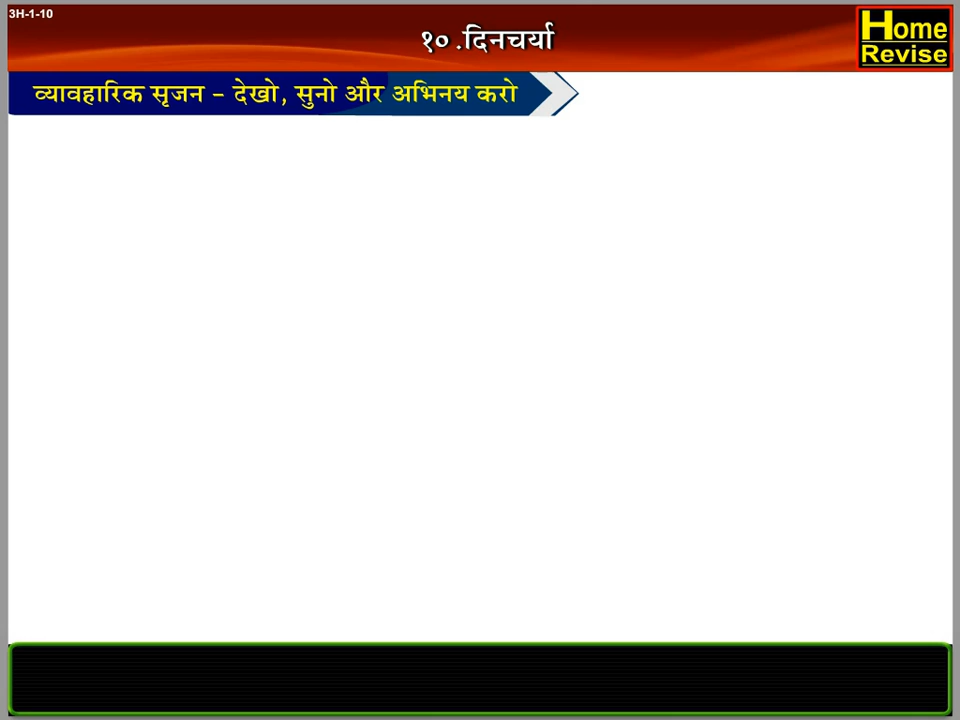 3H-1-10
१० .दिनचर्या
Home
Revise
व्यावहारिक सृजन - देखो, सुनो और अभिनय करो